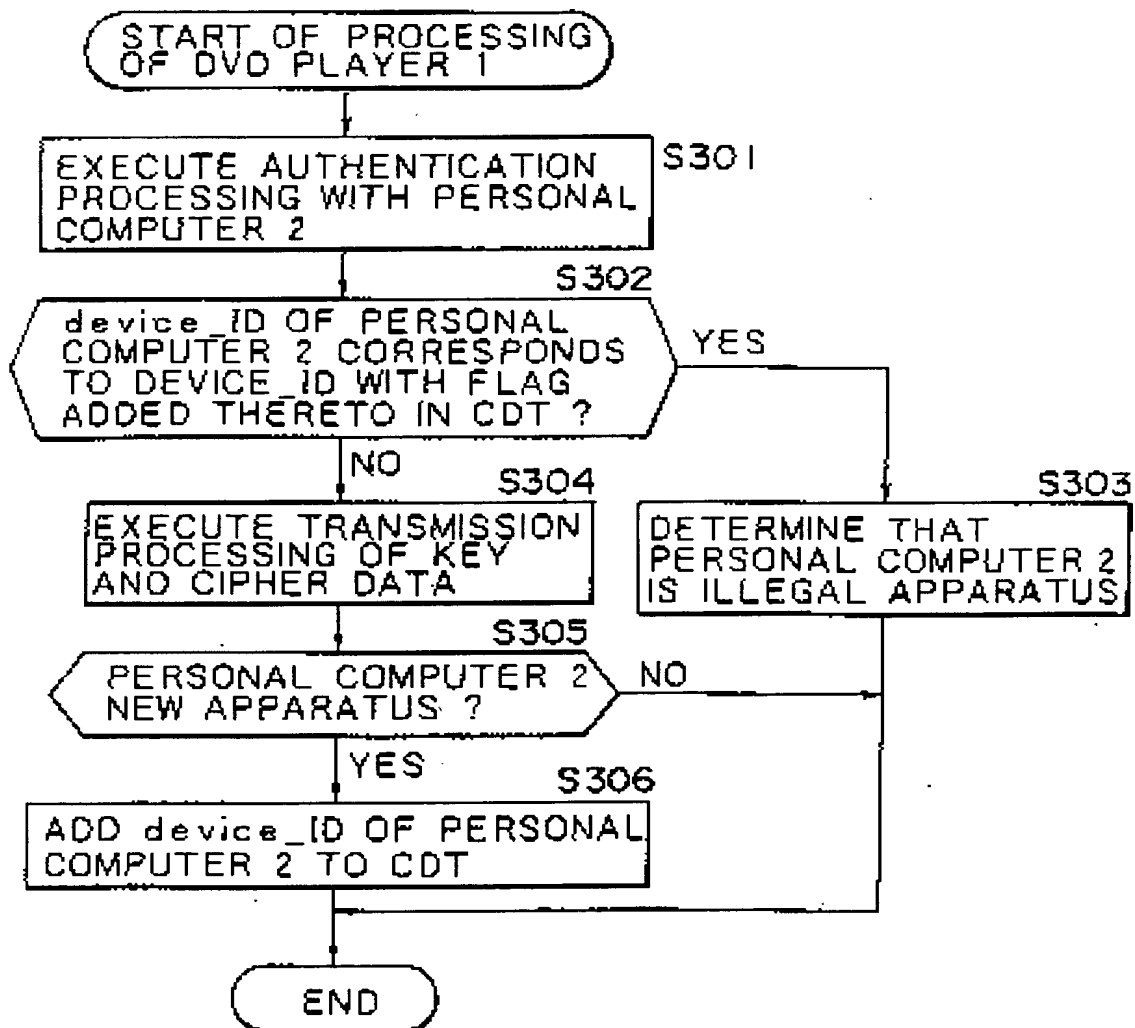 START OF PROCESSING
OF DVD PLAYER 1
EXECUTE AUTHENTICATION
PROCESSING WITH PERSONAL
COMPUTER 2
S301
S302
device_ID OF PERSONAL
COMPUTER 2 CORRESPONDS
TO DEVICE_ID WITH FLAG
ADDED THERETO IN CDT ?
YES
NO
S304
EXECUTE TRANSMISSION
PROCESSING OF KEY
AND CIPHER DATA
S303
DETERMINE THAT
PERSONAL COMPUTER 2
IS ILLEGAL APPARATUS
S305
PERSONAL COMPUTER 2
NEW APPARATUS ?
NO
YES
S306
ADD device_ID OF PERSONAL
COMPUTER 2 TO CDT
END